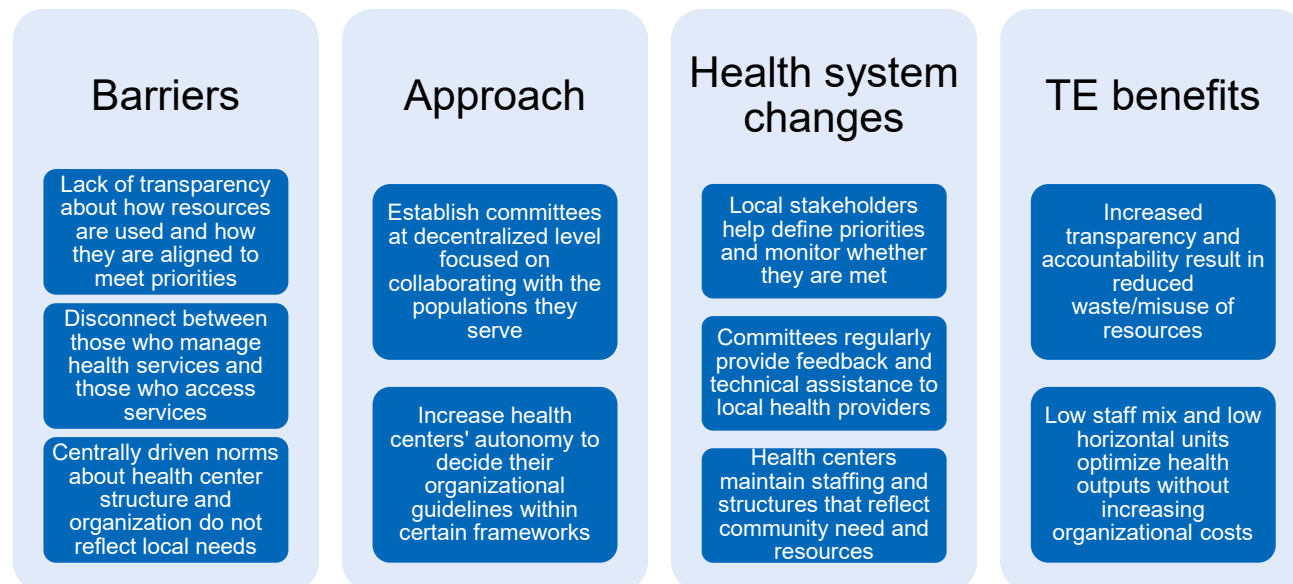 Barriers
Lack of transparency
about how resources
are used and how
they are aligned to
meet priorities
Disconnect between
those who manage
health services and
those who access
services
Centrally driven norms
about health center
structure and
organization do not
reflect local needs
Approach
Establish committees
at decentralized level
focused on
collaborating with the
populations they
serve
Increase health
centers' autonomy to
decide their
organizational
guidelines within
certain frameworks
Health system
changes
Local stakeholders
help define priorities
and monitor whether
they are met
Committees regularly
provide feedback and
technical assistance to
local health providers
Health centers
maintain staffing and
structures that reflect
community need and
resources
TE benefits
Increased
transparency and
accountability result in
reduced
waste/misuse of
resources
Low staff mix and low
horizontal units
optimize health
outputs without
increasing
organizational costs